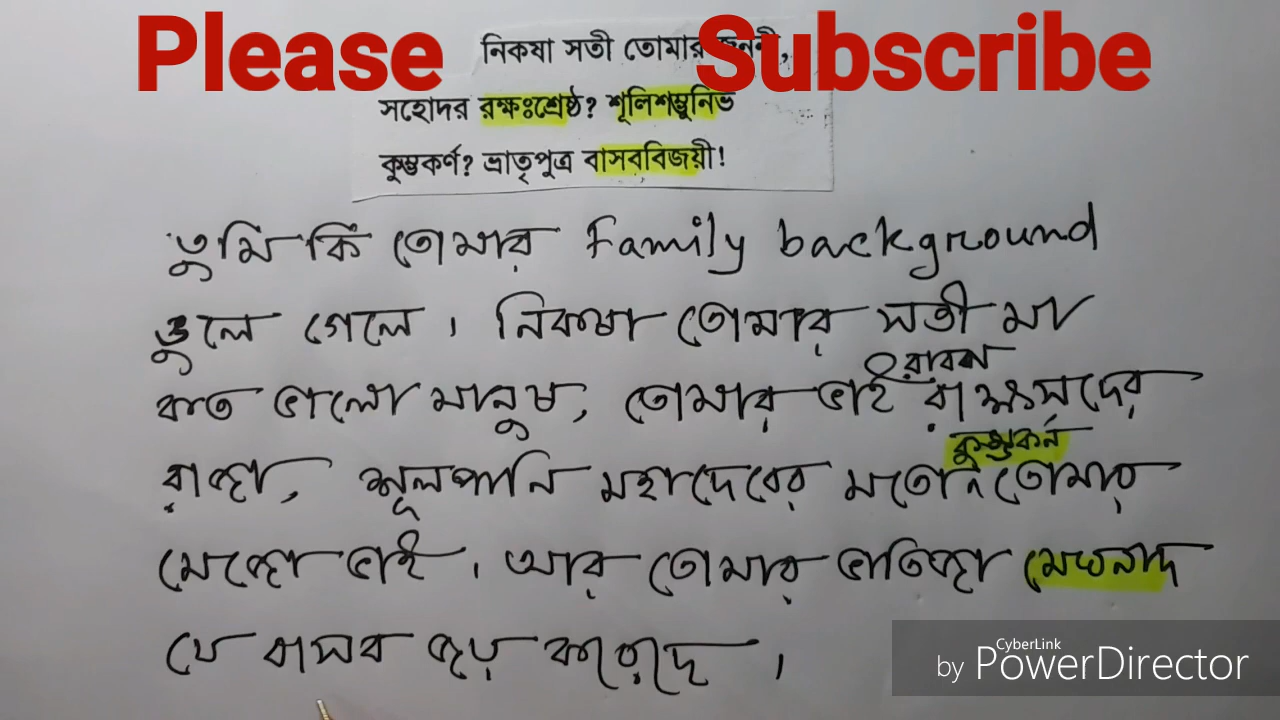 Please Subscribe
নিকষা সতী তোমার জননী,
সহোদর রক্ষঃশ্রেষ্ঠ? শূলিশম্ভুনিভ
কুম্ভকর্ণ? ভ্রাতৃপুত্র বাসববিজয়ী!
তুমি কি তোমার Family background
ভুলে গেলে। নিকষা তোমার সতী মা
রাবন
কত ভালো মানুষ, তোমার ভাই রাক্ষসদের
কুম্ভকর্ন
রাজা, শূলপানি মহাদেবের মতোন তোমার
মেজো ভাই। আর তোমার ভাতিজা মেঘনাদ
যে বাসব জয় করেছে।
CyberLink
by PowerDirector